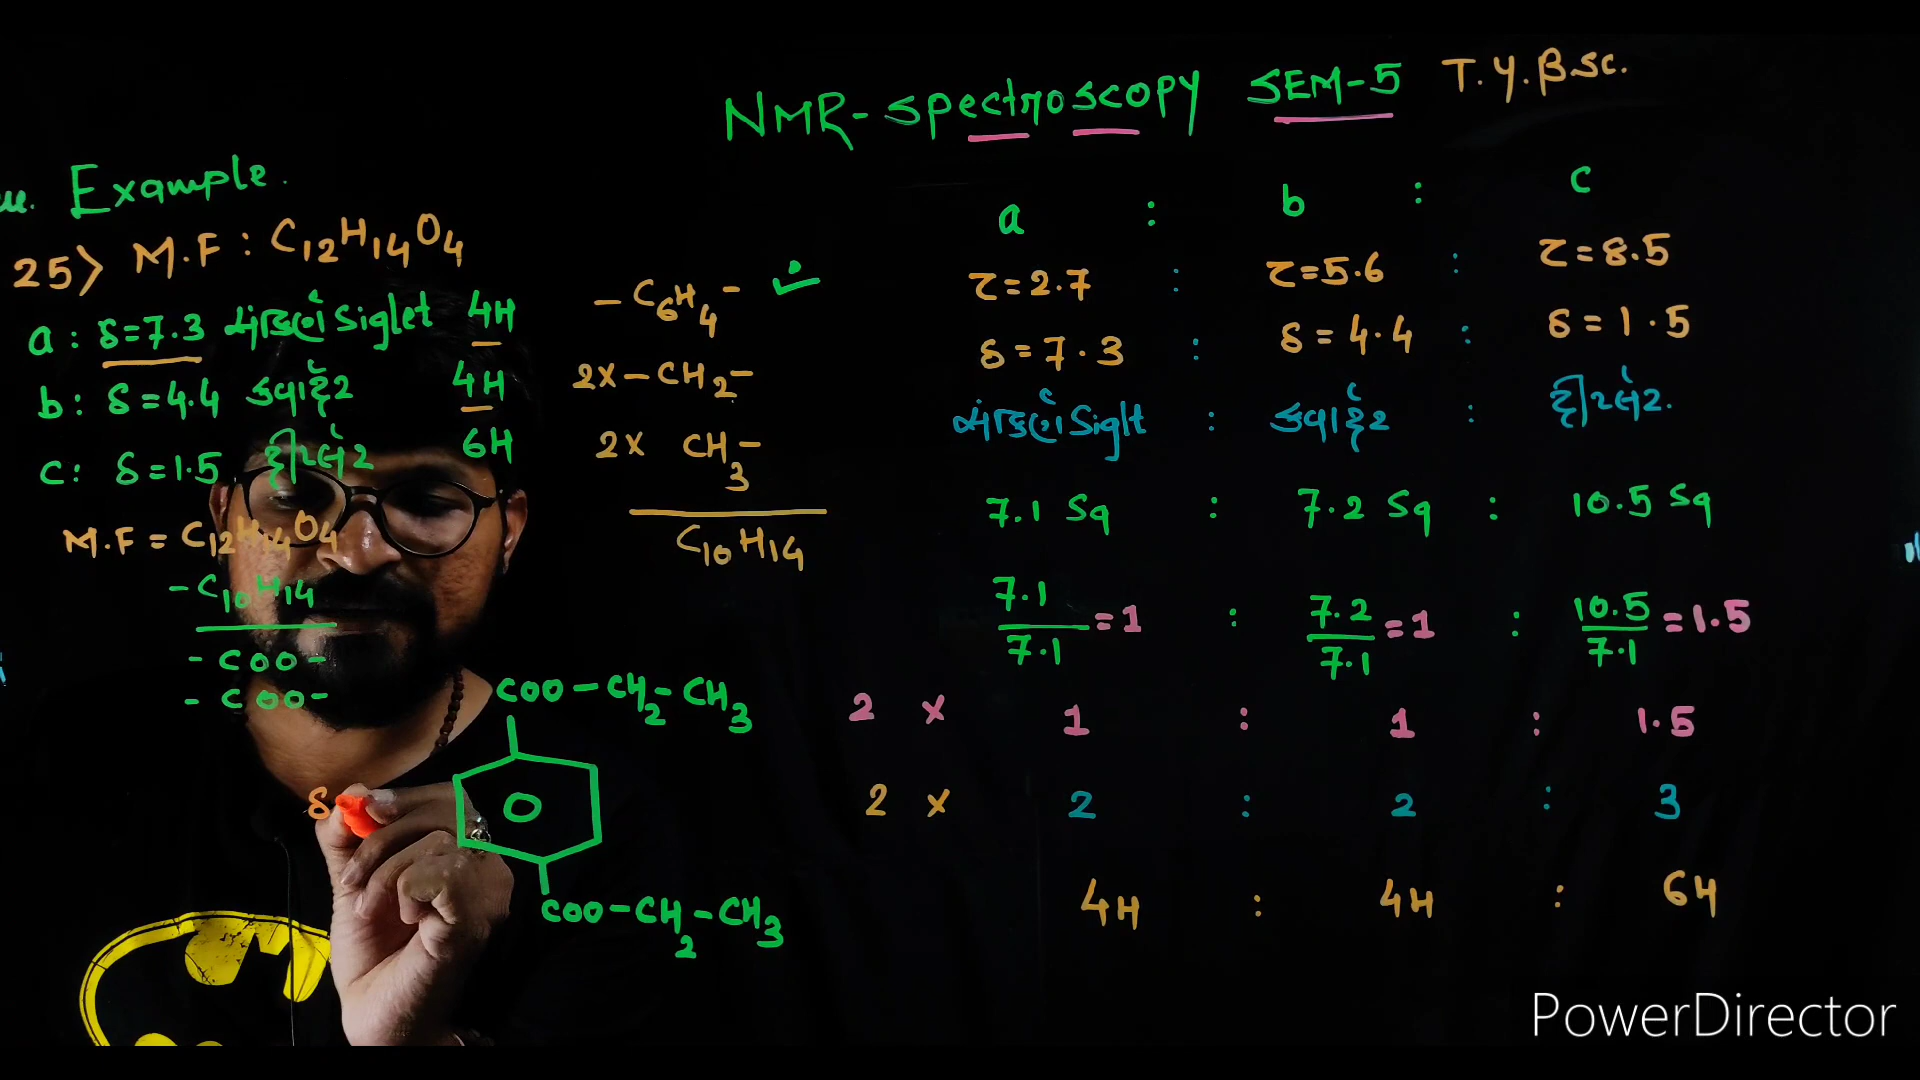 NMR-Spectroscopy SEM-5 T.Y.BSc.
Example.
25> M.F : C12H14O4
a : δ=7.3 Siglet 4H
b : δ=4.4 ક્વાર્ટેટ 4H
c : δ=1.5 6H
M.F = C12H14O4
-C10H14
-COO-
-COO-
-C6H4-
2x-CH2-
2x CH3-
C10H14
COO-CH2-CH3
COO-CH2-CH3
δ
a : b : c
τ=2.7 : τ=5.6 : τ=8.5
δ=7.3 : δ=4.4 : δ=1.5
Siglt : :
7.1 Sq : 7.2 Sq : 10.5 Sq
7.1/7.1 =1 : 7.2/7.1 =1 : 10.5/7.1 =1.5
2 x 1 : 1 : 1.5
2 x 2 : 2 : 3
4H : 4H : 6H
PowerDirector